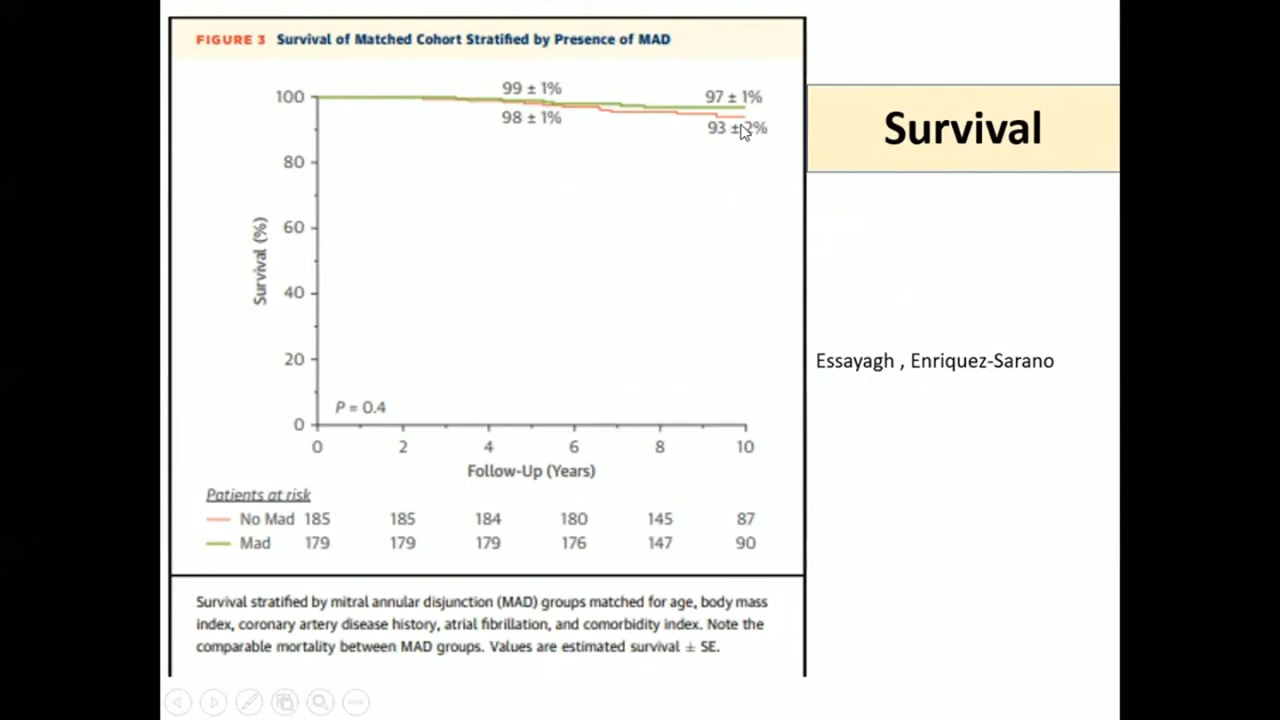 FIGURE 3 Survival of Matched Cohort Stratified by Presence of MAD
Survival
99 ± 1%
97 ± 1%
98 ± 1%
93 ± 2%
100
80
60
40
20
0
Survival (%)
P = 0.4
0 2 4 6 8 10
Follow-Up (Years)
Essayagh , Enriquez-Sarano
Patients at risk
No Mad 185 185 184 180 145 87
Mad 179 179 179 176 147 90
Survival stratified by mitral annular disjunction (MAD) groups matched for age, body mass
index, coronary artery disease history, atrial fibrillation, and comorbidity index. Note the
comparable mortality between MAD groups. Values are estimated survival ± SE.